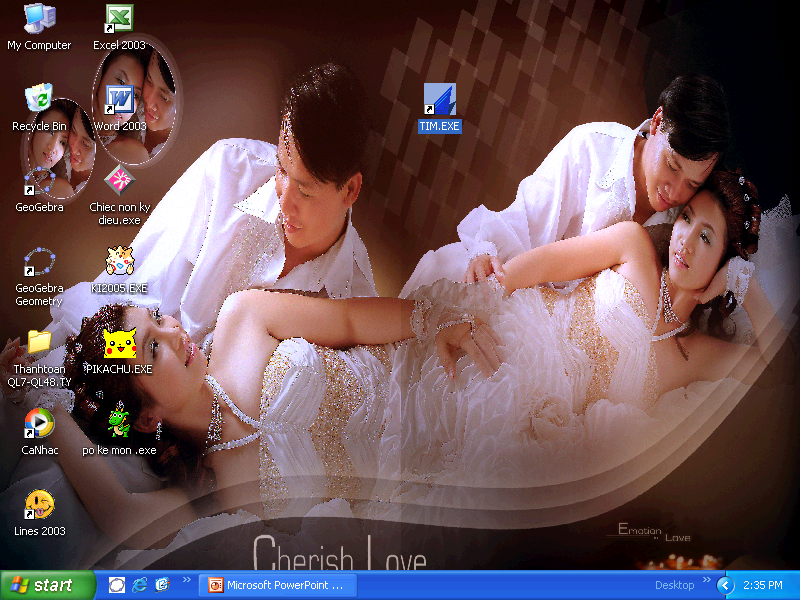 My Computer
Excel 2003
Recycle Bin
Word 2003
TIM.EXE
GeoGebra
Chiec non ky
dieu.exe
GeoGebra
Geometry
KI2005.EXE
Thanhtoan
QL7-QL48.TY
PIKACHU.EXE
CaNhac
po ke mon .exe
Lines 2003
Cherish Love
Emotion
Love
start
Microsoft PowerPoint ...
Desktop
2:35 PM